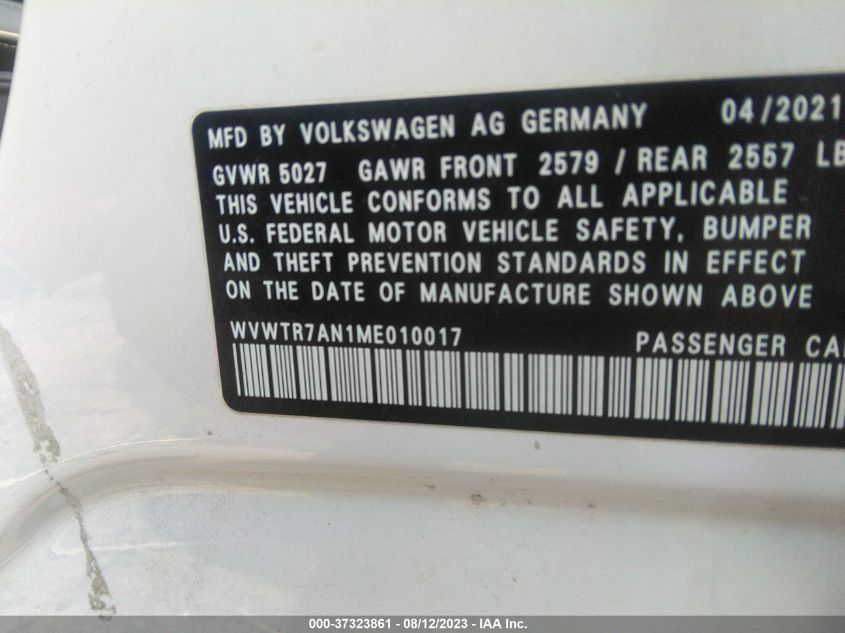 MFD BY VOLKSWAGEN AG GERMANY 04/2021
GVWR 5027 GAWR FRONT 2579 / REAR 2557 LB
THIS VEHICLE CONFORMS TO ALL APPLICABLE
U.S. FEDERAL MOTOR VEHICLE SAFETY, BUMPER
AND THEFT PREVENTION STANDARDS IN EFFECT
ON THE DATE OF MANUFACTURE SHOWN ABOVE
WVWTR7AN1ME010017 PASSENGER CA
000-37323861 - 08/12/2023 - IAA Inc.